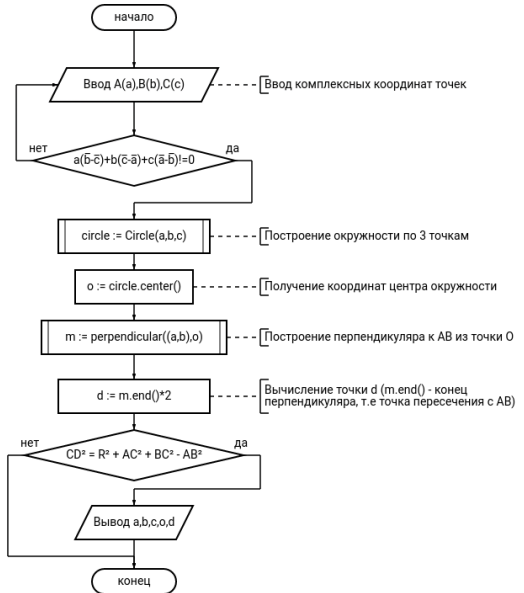 начало
Ввод A(a),B(b),C(c)
Ввод комплексных координат точек
нет
да
a(b̅-c̅)+b(c̅-a̅)+c(a̅-b̅)!=0
circle := Circle(a,b,c)
Построение окружности по 3 точкам
o := circle.center()
Получение координат центра окружности
m := perpendicular((a,b),o)
Построение перпендикуляра к AB из точки O
d := m.end()*2
Вычисление точки d (m.end() - конец
перпендикуляра, т.е точка пересечения с AB)
нет
да
CD² = R² + AC² + BC² - AB²
Вывод a,b,c,o,d
конец